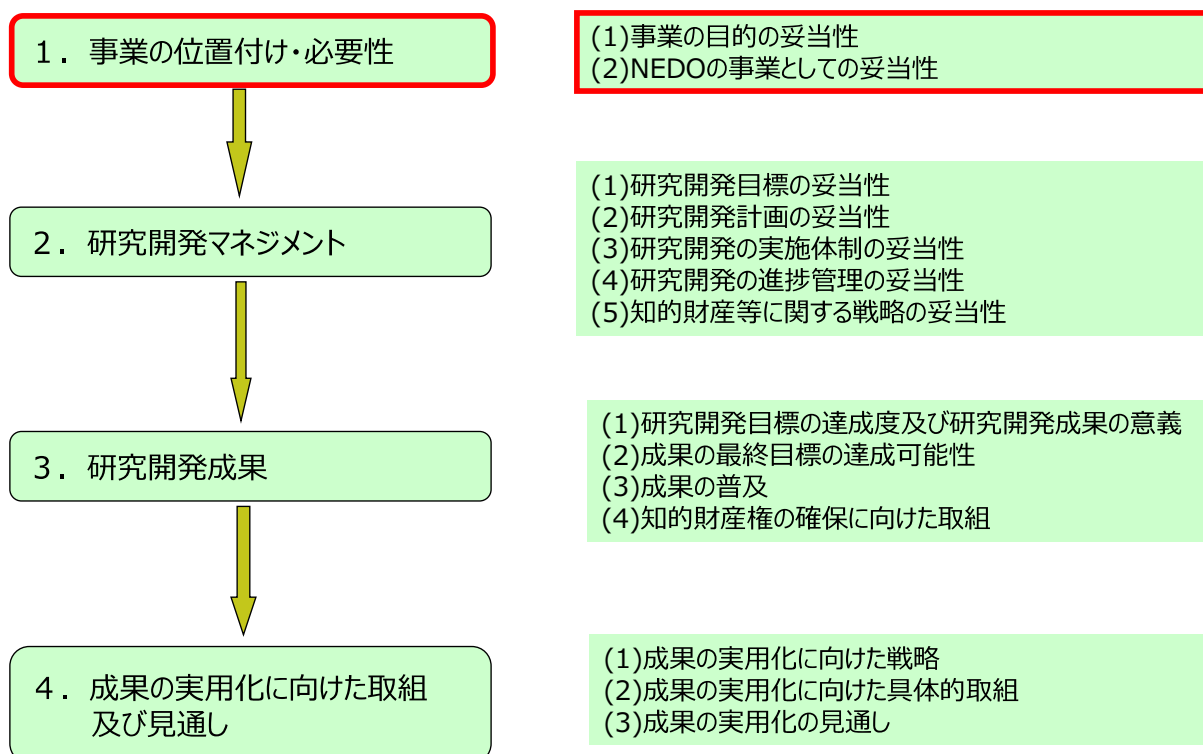 1. 事業の位置付け・必要性
(1)事業の目的の妥当性
(2)NEDOの事業としての妥当性
2. 研究開発マネジメント
(1)研究開発目標の妥当性
(2)研究開発計画の妥当性
(3)研究開発の実施体制の妥当性
(4)研究開発の進捗管理の妥当性
(5)知的財産等に関する戦略の妥当性
3. 研究開発成果
(1)研究開発目標の達成度及び研究開発成果の意義
(2)成果の最終目標の達成可能性
(3)成果の普及
(4)知的財産権の確保に向けた取組
4. 成果の実用化に向けた取組
及び見通し
(1)成果の実用化に向けた戦略
(2)成果の実用化に向けた具体的取組
(3)成果の実用化の見通し